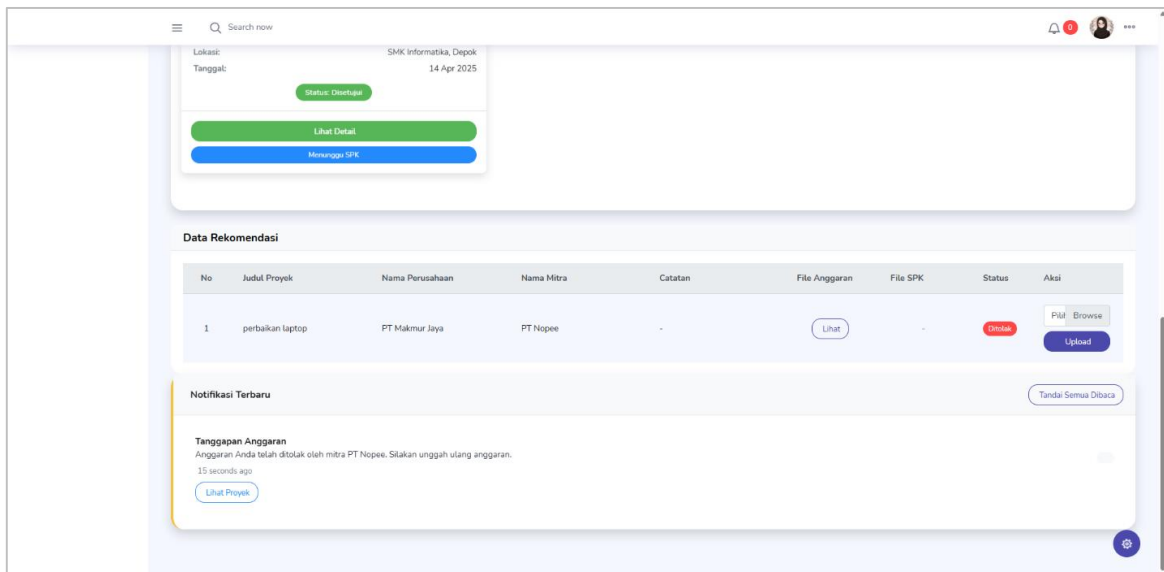 Search now
0
Lokasi: SMK Informatika, Depok
Tanggal: 14 Apr 2025
Status: Disetujui
Lihat Detail
Menunggu SPK
Data Rekomendasi
No Judul Proyek Nama Perusahaan Nama Mitra Catatan File Anggaran File SPK Status Aksi
1 perbaikan laptop PT Makmur Jaya PT Nopee - Lihat - Ditolak Browse
Upload
Notifikasi Terbaru Tandai Semua Dibaca
Tanggapan Anggaran
Anggaran Anda telah ditolak oleh mitra PT Nopee. Silakan unggah ulang anggaran.
15 seconds ago
Lihat Proyek